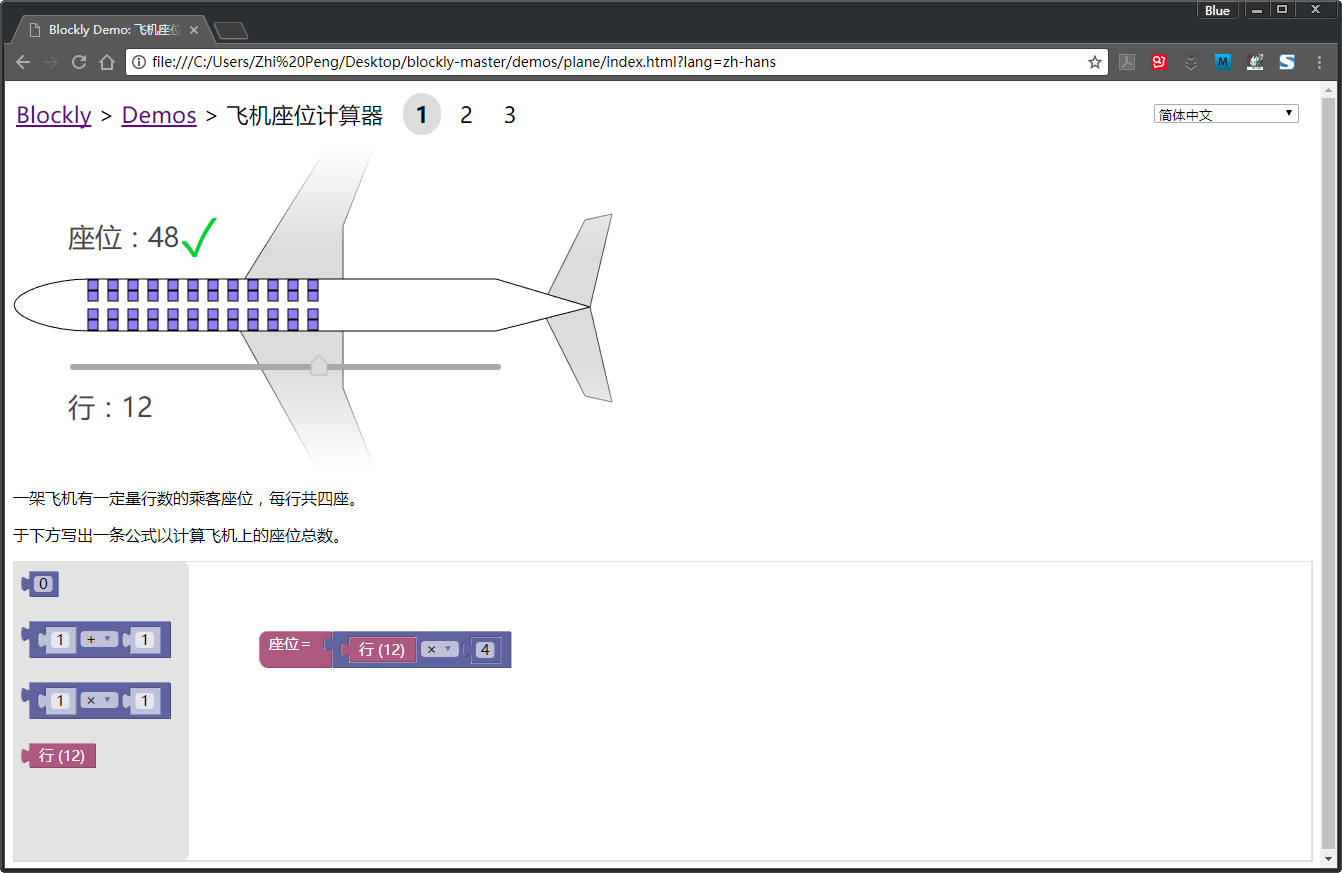 Blue
Blockly Demo: 飞机座位
file:///C:/Users/Zhi%20Peng/Desktop/blockly-master/demos/plane/index.html?lang=zh-hans
Blockly > Demos > 飞机座位计算器 1 2 3
简体中文
座位：48
行：12
一架飞机有一定量行数的乘客座位，每行共四座。
于下方写出一条公式以计算飞机上的座位总数。
0
1 + 1
1 × 1
行 (12)
座位= 行 (12) × 4